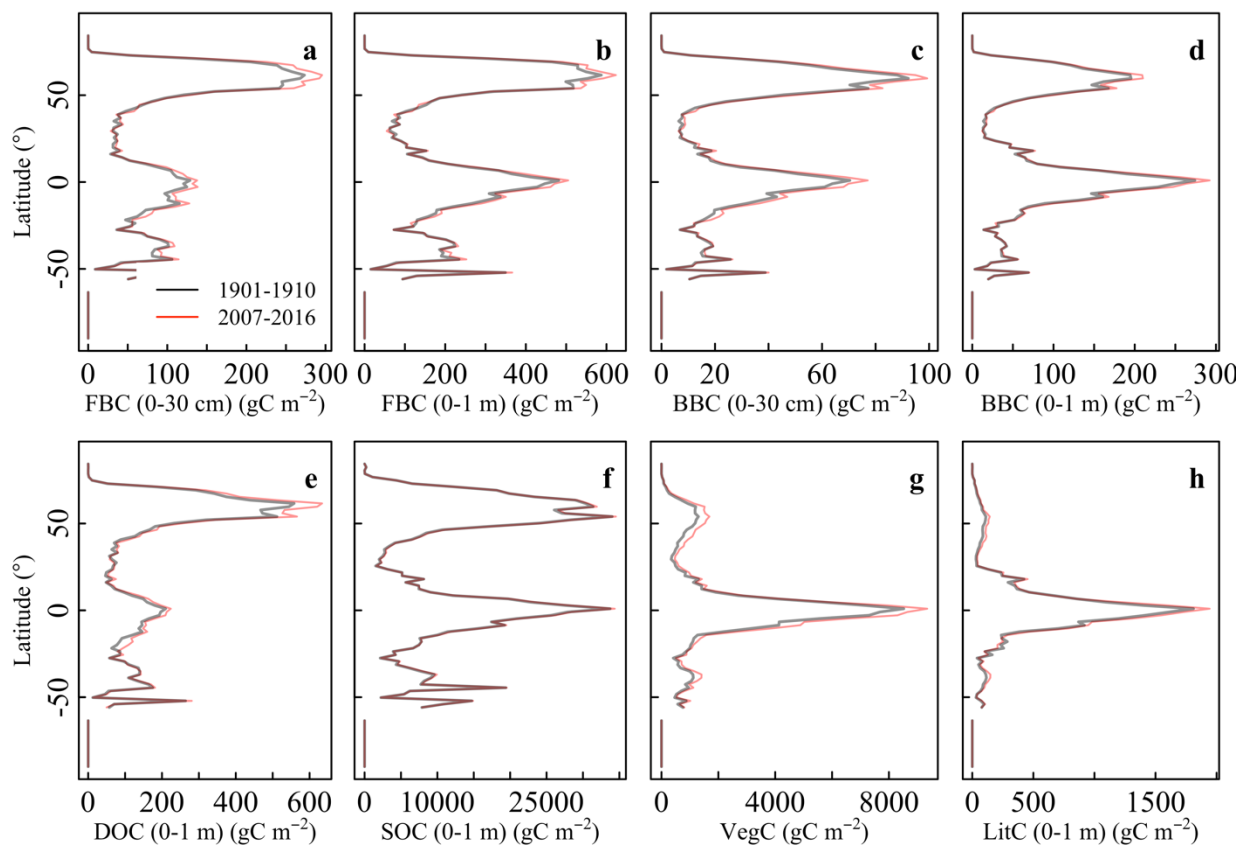 a
b
c
d
Latitude (°)
50
0
-50
1901-1910
2007-2016
0 100 200 300
FBC (0-30 cm) (gC m⁻²)
0 200 400 600
FBC (0-1 m) (gC m⁻²)
0 20 60 100
BBC (0-30 cm) (gC m⁻²)
0 100 200 300
BBC (0-1 m) (gC m⁻²)
e
f
g
h
Latitude (°)
50
0
-50
0 200 400 600
DOC (0-1 m) (gC m⁻²)
0 10000 25000
SOC (0-1 m) (gC m⁻²)
0 4000 8000
VegC (gC m⁻²)
0 500 1500
LitC (0-1 m) (gC m⁻²)